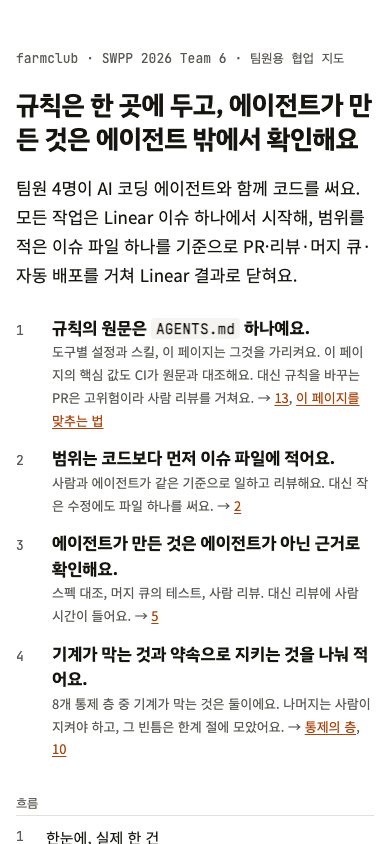 farmclub · SWPP 2026 Team 6 · 팀원용 협업 지도
규칙은 한 곳에 두고, 에이전트가 만
든 것은 에이전트 밖에서 확인해요
팀원 4명이 AI 코딩 에이전트와 함께 코드를 써요.
모든 작업은 Linear 이슈 하나에서 시작해, 범위를
적은 이슈 파일 하나를 기준으로 PR·리뷰·머지 큐·
자동 배포를 거쳐 Linear 결과로 닫혀요.
1 규칙의 원문은 AGENTS.md 하나예요.
도구별 설정과 스킬, 이 페이지는 그것을 가리켜요. 이 페이
지의 핵심 값도 CI가 원문과 대조해요. 대신 규칙을 바꾸는
PR은 고위험이라 사람 리뷰를 거쳐요. → 13, 이 페이지를
맞추는 법
2 범위는 코드보다 먼저 이슈 파일에 적어요.
사람과 에이전트가 같은 기준으로 일하고 리뷰해요. 대신 작
은 수정에도 파일 하나를 써요. → 2
3 에이전트가 만든 것은 에이전트가 아닌 근거로
확인해요.
스펙 대조, 머지 큐의 테스트, 사람 리뷰. 대신 리뷰에 사람
시간이 들어요. → 5
4 기계가 막는 것과 약속으로 지키는 것을 나눠 적
어요.
8개 통제 층 중 기계가 막는 것은 둘이에요. 나머지는 사람이
지켜야 하고, 그 빈틈은 한계 절에 모았어요. → 통제의 층,
10
흐름
1 한눈에, 실제 한 건